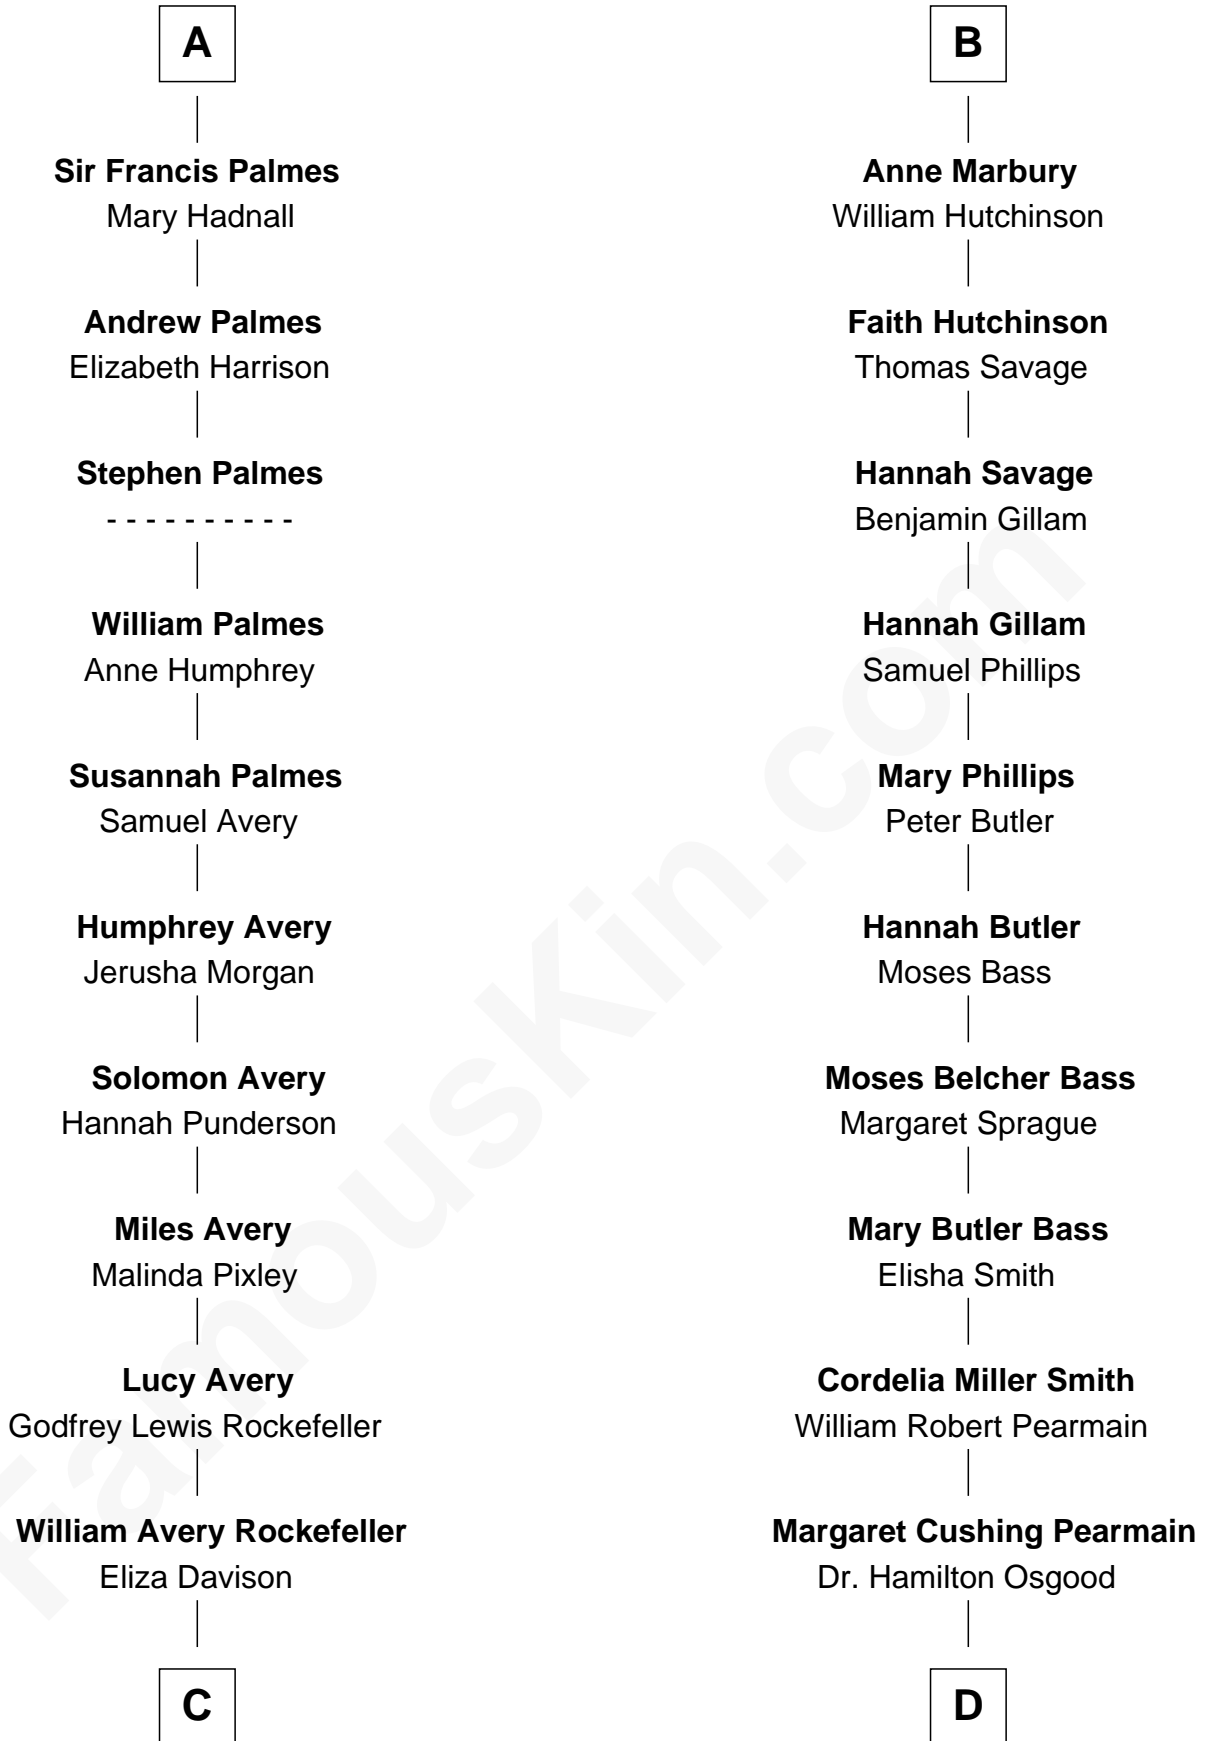 A
Sir Francis Palmes
Mary Hadnall
Andrew Palmes
Elizabeth Harrison
Stephen Palmes
- - - - - - - - - -
William Palmes
Anne Humphrey
Susannah Palmes
Samuel Avery
Humphrey Avery
Jerusha Morgan
Solomon Avery
Hannah Punderson
Miles Avery
Malinda Pixley
Lucy Avery
Godfrey Lewis Rockefeller
William Avery Rockefeller
Eliza Davison
C
B
Anne Marbury
William Hutchinson
Faith Hutchinson
Thomas Savage
Hannah Savage
Benjamin Gillam
Hannah Gillam
Samuel Phillips
Mary Phillips
Peter Butler
Hannah Butler
Moses Bass
Moses Belcher Bass
Margaret Sprague
Mary Butler Bass
Elisha Smith
Cordelia Miller Smith
William Robert Pearmain
Margaret Cushing Pearmain
Dr. Hamilton Osgood
D
FamousKin.com